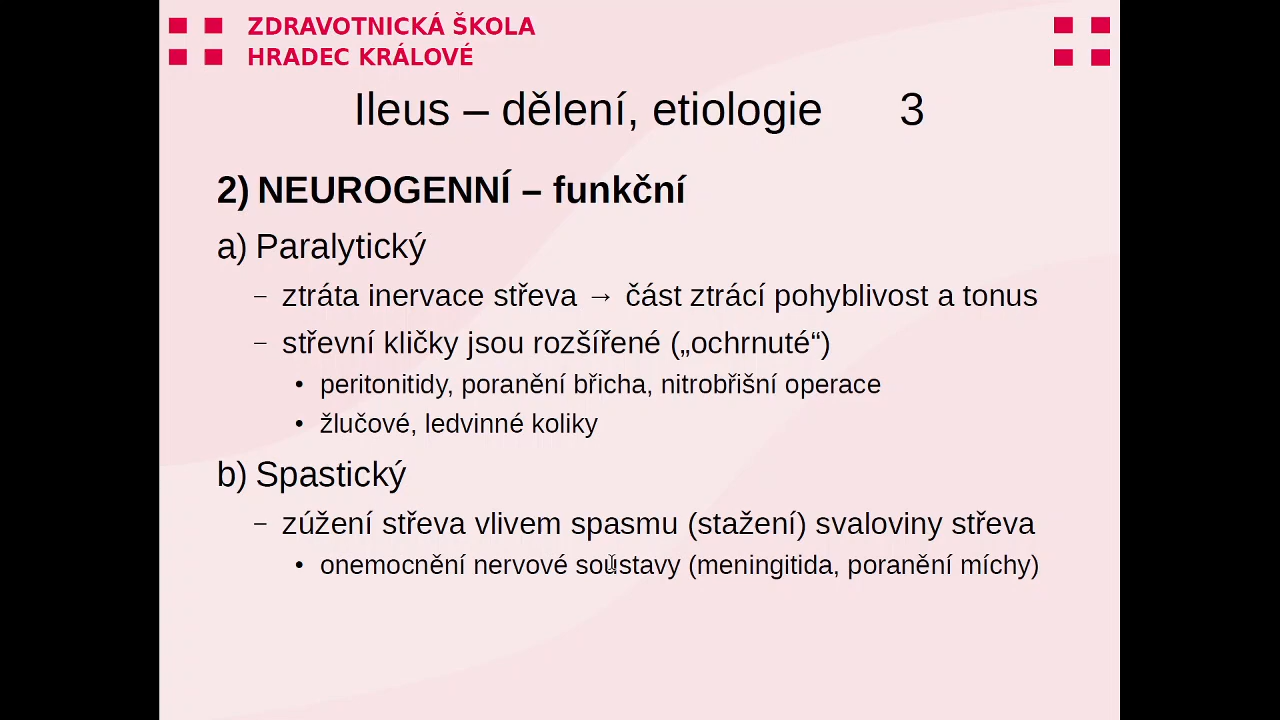 ZDRAVOTNICKÁ ŠKOLA
HRADEC KRÁLOVÉ
Ileus – dělení, etiologie 3
2) NEUROGENNÍ – funkční
a) Paralytický
– ztráta inervace střeva → část ztrácí pohyblivost a tonus
– střevní kličky jsou rozšířené („ochrnuté“)
• peritonitidy, poranění břicha, nitrobřišní operace
• žlučové, ledvinné koliky
b) Spastický
– zúžení střeva vlivem spasmu (stažení) svaloviny střeva
• onemocnění nervové soustavy (meningitida, poranění míchy)